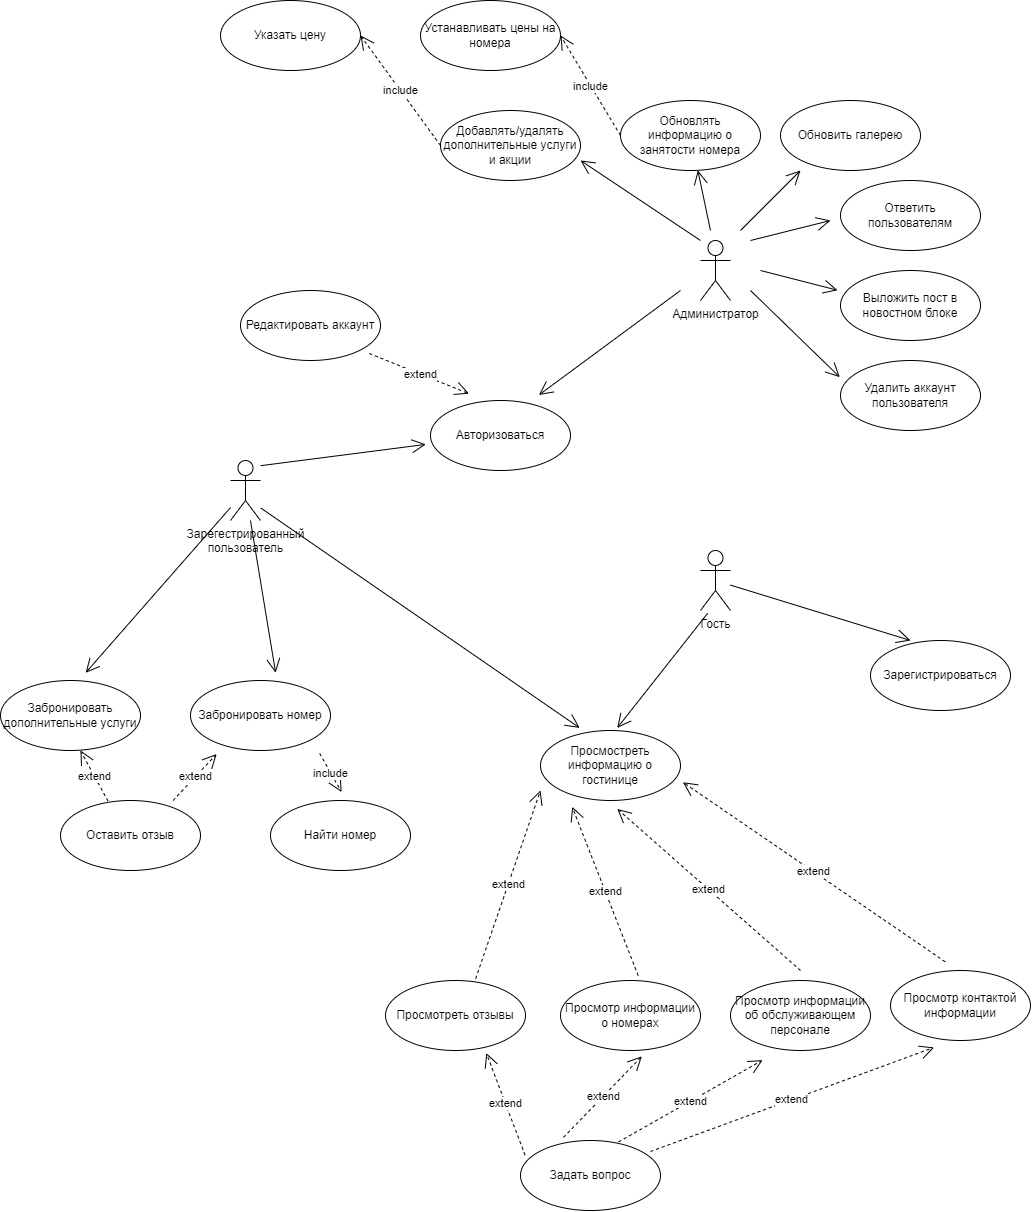 Указать цену
Устанавливать цены на
номера
include
include
Добавлять/удалять
дополнительные услуги
и акции
Обновлять
информацию о
занятости номера
Обновить галерею
Ответить
пользователям
Администратор
Выложить пост в
новостном блоке
Редактировать аккаунт
extend
Удалить аккаунт
пользователя
Авторизоваться
Зарегестрированный
пользователь
Гость
Зарегистрироваться
Забронировать
дополнительные услуги
Забронировать номер
Просмостреть
информацию о
гостинице
extend
extend
include
Оставить отзыв
Найти номер
extend
extend
extend
extend
Просмотреть отзывы
Просмотр информации
о номерах
Просмотр информации
об обслуживающем
персонале
Просмотр контактой
информации
extend
extend
extend
extend
Задать вопрос